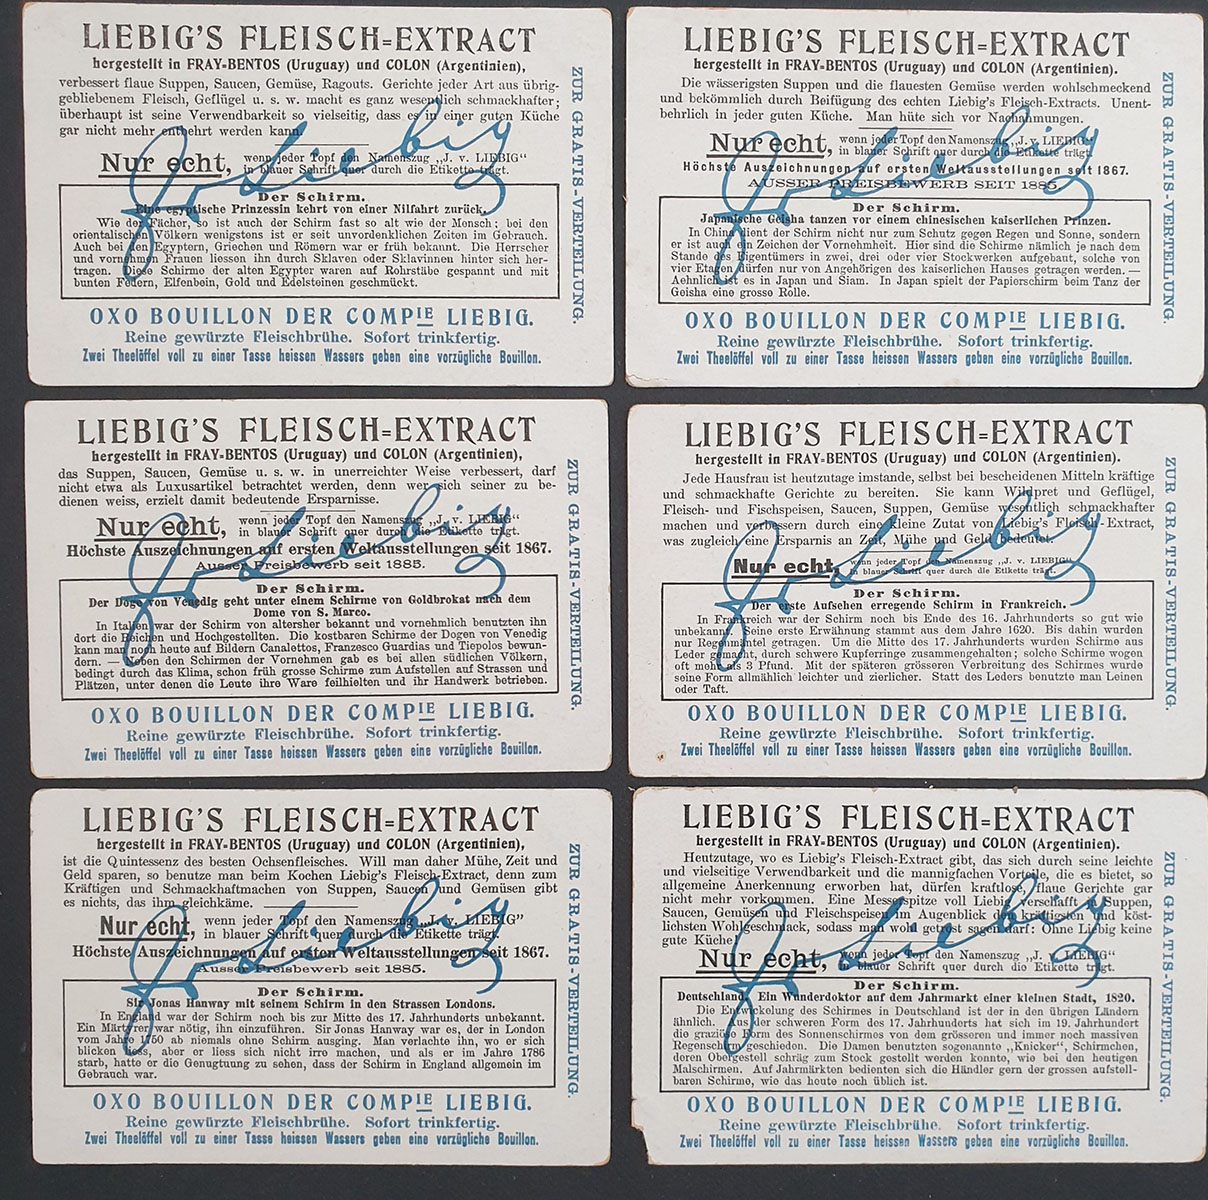 LIEBIG'S FLEISCH=EXTRACT
hergestellt in FRAY-BENTOS (Uruguay) und COLON (Argentinien),
verbessert flaue Suppen, Saucen, Gemüse, Ragouts. Gerichte jeder Art aus übrig-
gebliebenem Fleisch, Geflügel u. s. w. macht es ganz wesentlich schmackhafter;
überhaupt ist seine Verwendbarkeit so vielseitig, dass es in einer guten Küche
gar nicht mehr entbehrt werden kann.
Nur echt, wenn jeder Topf den Namenszug „J. v. LIEBIG“
in blauer Schrift quer durch die Etikette trägt.
Der Schirm.
Eine egyptische Prinzessin kehrt von einer Nilfahrt zurück.
Wie der Fächer, so ist auch der Schirm fast so alt wie der Mensch; bei den
orientalischen Völkern wenigstens ist er seit unvordenklichen Zeiten im Gebrauch.
Auch bei Egyptern, Griechen und Römern war er früh bekannt. Die Herrscher
und vornehmen Frauen liessen ihn durch Sklaven oder Sklavinnen hinter sich her-
tragen. Diese Schirme der alten Egypter waren auf Rohrstäbe gespannt und mit
bunten Federn, Elfenbein, Gold und Edelsteinen geschmückt.
OXO BOUILLON DER COMPIE LIEBIG.
Reine gewürzte Fleischbrühe. Sofort trinkfertig.
Zwei Theelöffel voll zu einer Tasse heissen Wassers geben eine vorzügliche Bouillon.
ZUR GRATIS-VERTEILUNG.
J v Liebig
LIEBIG'S FLEISCH=EXTRACT
hergestellt in FRAY-BENTOS (Uruguay) und COLON (Argentinien).
Die wässerigsten Suppen und die flauesten Gemüse werden wohlschmeckend
und bekömmlich durch Beifügung des echten Liebig's Fleisch-Extracts. Unent-
behrlich in jeder guten Küche. Man hüte sich vor Nachahmungen.
Nur echt, wenn jeder Topf den Namenszug „J. v. LIEBIG“
in blauer Schrift quer durch die Etikette trägt.
Höchste Auszeichnungen auf ersten Weltausstellungen seit 1867.
AUSSER PREISBEWERB SEIT 1885.
Der Schirm.
Japanische Geisha tanzen vor einem chinesischen kaiserlichen Prinzen.
In China dient der Schirm nicht nur zum Schutz gegen Regen und Sonne, sondern
er ist auch ein Zeichen der Vornehmheit. Hier sind die Schirme nämlich je nach dem
Stande des Eigentümers in zwei, drei oder vier Stockwerken aufgebaut, solche von
vier Etagen dürfen nur von Angehörigen des kaiserlichen Hauses getragen werden. —
Aehnlich ist es in Japan und Siam. In Japan spielt der Papierschirm beim Tanz der
Geisha eine grosse Rolle.
OXO BOUILLON DER COMPIE LIEBIG.
Reine gewürzte Fleischbrühe. Sofort trinkfertig.
Zwei Theelöffel voll zu einer Tasse heissen Wassers geben eine vorzügliche Bouillon.
ZUR GRATIS-VERTEILUNG.
J v Liebig
LIEBIG'S FLEISCH=EXTRACT
hergestellt in FRAY-BENTOS (Uruguay) und COLON (Argentinien),
das Suppen, Saucen, Gemüse u. s. w. in unerreichter Weise verbessert, darf
nicht etwa als Luxusartikel betrachtet werden, denn wer sich seiner zu be-
dienen weiss, erzielt damit bedeutende Ersparnisse.
Nur echt, wenn jeder Topf den Namenszug „J. v. LIEBIG“
in blauer Schrift quer durch die Etikette trägt.
Höchste Auszeichnungen auf ersten Weltausstellungen seit 1867.
Ausser Preisbewerb seit 1885.
Der Schirm.
Der Doge von Venedig geht unter einem Schirme von Goldbrokat nach dem
Dome von S. Marco.
In Italien war der Schirm von altersher bekannt und vornehmlich benutzten ihn
dort die Reichen und Hochgestellten. Die kostbaren Schirme der Dogen von Venedig
kann man noch heute auf Bildern Canalettos, Franzesco Guardias und Tiepolos bewun-
dern. — Neben den Schirmen der Vornehmen gab es bei allen südlichen Völkern,
bedingt durch das Klima, schon früh grosse Schirme zum Aufstellen auf Strassen und
Plätzen, unter denen die Leute ihre Ware feilhielten und ihr Handwerk betrieben.
OXO BOUILLON DER COMPIE LIEBIG.
Reine gewürzte Fleischbrühe. Sofort trinkfertig.
Zwei Theelöffel voll zu einer Tasse heissen Wassers geben eine vorzügliche Bouillon.
ZUR GRATIS-VERTEILUNG.
J v Liebig
LIEBIG'S FLEISCH=EXTRACT
hergestellt in FRAY-BENTOS (Uruguay) und COLON (Argentinien).
Jede Hausfrau ist heutzutage imstande, selbst bei bescheidenen Mitteln kräftige
und schmackhafte Gerichte zu bereiten. Sie kann Wildpret und Geflügel,
Fleisch- und Fischspeisen, Saucen, Suppen, Gemüse wesentlich schmackhafter
machen und verbessern durch eine kleine Zutat von Liebig's Fleisch-Extract,
was zugleich eine Ersparnis an Zeit, Mühe und Geld bedeutet.
Nur echt, wenn jeder Topf den Namenszug „J. v. LIEBIG“
in blauer Schrift quer durch die Etikette trägt.
Der Schirm.
Der erste Aufsehen erregende Schirm in Frankreich.
In Frankreich war der Schirm noch bis Ende des 16. Jahrhunderts so gut wie
unbekannt. Seine erste Erwähnung stammt aus dem Jahre 1620. Bis dahin wurden
nur Regenmäntel getragen. Um die Mitte des 17. Jahrhunderts wurden Schirme aus
Leder gemacht, durch schwere Kupferringe zusammengehalten; solche Schirme wogen
oft mehr als 3 Pfund. Mit der späteren grösseren Verbreitung des Schirmes wurde
seine Form allmählich leichter und zierlicher. Statt des Leders benutzte man Leinen
oder Taft.
OXO BOUILLON DER COMPIE LIEBIG.
Reine gewürzte Fleischbrühe. Sofort trinkfertig.
Zwei Theelöffel voll zu einer Tasse heissen Wassers geben eine vorzügliche Bouillon.
ZUR GRATIS-VERTEILUNG.
J v Liebig
LIEBIG'S FLEISCH=EXTRACT
hergestellt in FRAY-BENTOS (Uruguay) und COLON (Argentinien),
ist die Quintessenz des besten Ochsenfleisches. Will man daher Mühe, Zeit und
Geld sparen, so benutze man beim Kochen Liebig's Fleisch-Extract, denn zum
Kräftigen und Schmackhaftmachen von Suppen, Saucen und Gemüsen gibt
es nichts, das ihm gleichkäme.
Nur echt, wenn jeder Topf den Namenszug „J. v. LIEBIG“
in blauer Schrift quer durch die Etikette trägt.
Höchste Auszeichnungen auf ersten Weltausstellungen seit 1867.
Ausser Preisbewerb seit 1885.
Der Schirm.
Sir Jonas Hanway mit seinem Schirm in den Strassen Londons.
In England war der Schirm noch bis zur Mitte des 17. Jahrhunderts unbekannt.
Ein Märtyrer war nötig, ihn einzuführen. Sir Jonas Hanway war es, der in London
vom Jahre 1750 ab niemals ohne Schirm ausging. Man verlachte ihn, wo er sich
blicken liess, aber er liess sich nicht irre machen, und als er im Jahre 1786
starb, hatte er die Genugtuung zu sehen, dass der Schirm in England allgemein im
Gebrauch war.
OXO BOUILLON DER COMPIE LIEBIG.
Reine gewürzte Fleischbrühe. Sofort trinkfertig.
Zwei Theelöffel voll zu einer Tasse heissen Wassers geben eine vorzügliche Bouillon.
ZUR GRATIS-VERTEILUNG.
J v Liebig
LIEBIG'S FLEISCH=EXTRACT
hergestellt in FRAY-BENTOS (Uruguay) und COLON (Argentinien).
Heutzutage, wo es Liebig's Fleisch-Extract gibt, das sich durch seine leichte
und vielseitige Verwendbarkeit und die mannigfachen Vorteile, die es bietet, so
allgemeine Anerkennung erworben hat, dürfen kraftlose, flaue Gerichte gar
nicht mehr vorkommen. Eine Messerspitze voll Liebig verschafft den Suppen,
Saucen, Gemüsen und Fleischspeisen im Augenblick den kräftigsten und köst-
lichsten Wohlgeschmack, sodass man wohl getrost sagen darf: Ohne Liebig keine
gute Küche!
Nur echt, wenn jeder Topf den Namenszug „J. v. LIEBIG“
in blauer Schrift quer durch die Etikette trägt.
Der Schirm.
Deutschland. Ein Wunderdoktor auf dem Jahrmarkt einer kleinen Stadt, 1820.
Die Entwickelung des Schirmes in Deutschland ist der in den übrigen Ländern
ähnlich. Aus der schweren Form des 17. Jahrhunderts hat sich im 19. Jahrhundert
die graziöse Form des Sonnenschirmes von dem grösseren und immer noch massiven
Regenschirm geschieden. Die Damen benutzten sogenannte „Knicker“, Schirmchen,
deren Obergestell schräg zum Stock gestellt werden konnte, wie bei den heutigen
Malschirmen. Auf Jahrmärkten bedienten sich die Händler gern der grossen aufstell-
baren Schirme, wie das heute noch üblich ist.
OXO BOUILLON DER COMPIE LIEBIG.
Reine gewürzte Fleischbrühe. Sofort trinkfertig.
Zwei Theelöffel voll zu einer Tasse heissen Wassers geben eine vorzügliche Bouillon.
ZUR GRATIS-VERTEILUNG.
J v Liebig